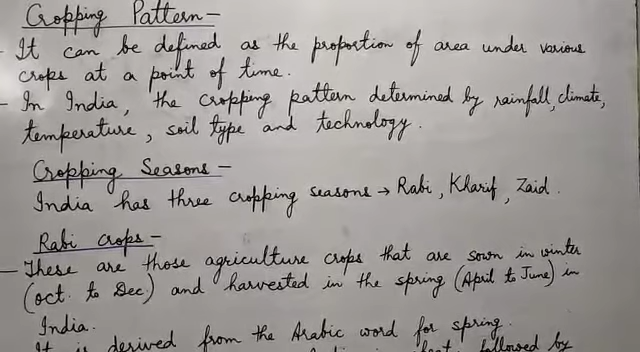 Cropping Pattern-
- It can be defined as the proportion of area under various
crops at a point of time.
- In India, the cropping pattern determined by rainfall, climate,
temperature, soil type and technology.
Cropping Seasons-
India has three cropping seasons → Rabi, Kharif, Zaid.
Rabi crops-
- These are those agriculture crops that are sown in winter
(oct. to Dec.) and harvested in the spring (April to June) in
India.
It is derived from the Arabic word for spring.
followed by